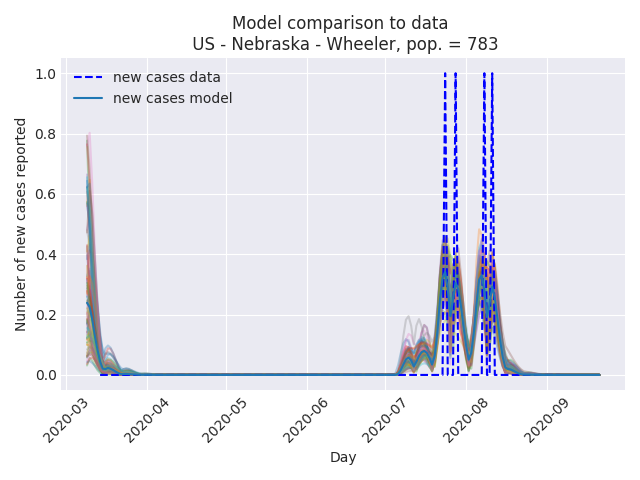 Model comparison to data
US - Nebraska - Wheeler, pop. = 783
new cases data
new cases model
Number of new cases reported
1.0
0.8
0.6
0.4
0.2
0.0
2020-03
2020-04
2020-05
2020-06
2020-07
2020-08
2020-09
Day